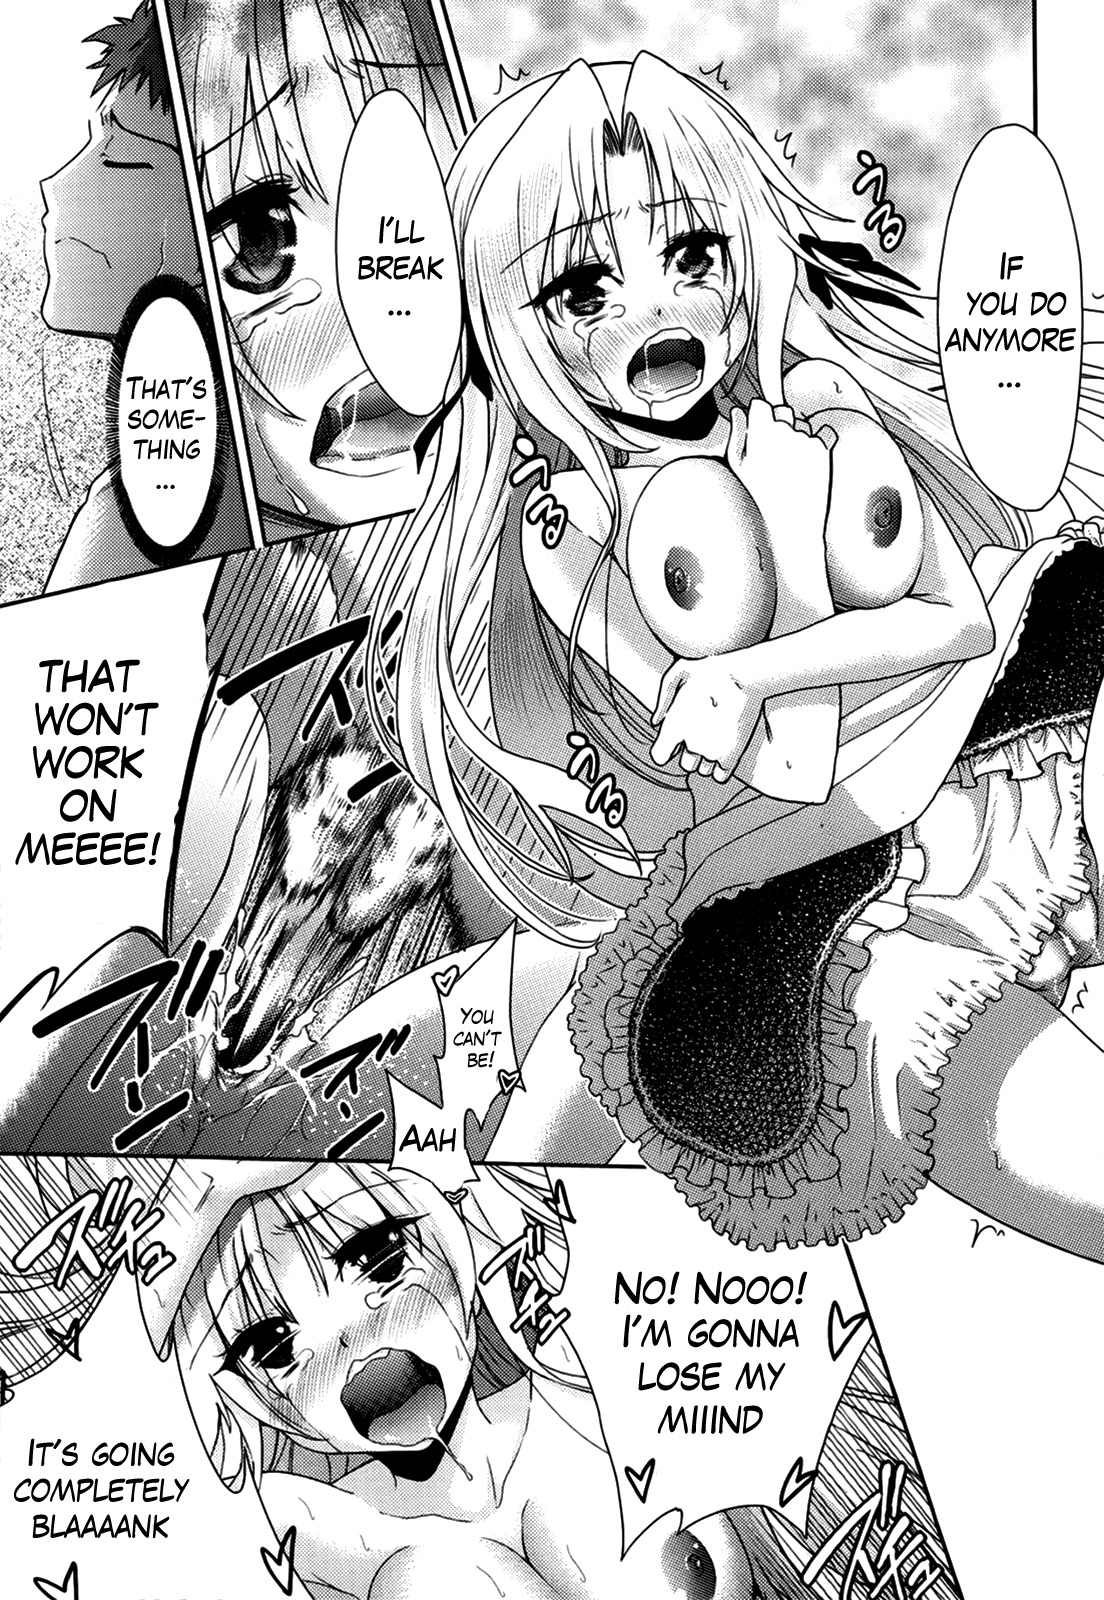 IF
YOU DO
ANYMORE
...
I'LL
BREAK
...
THAT'S
SOME-
THING
...
THAT
WON'T
WORK
ON
MEEEE!
YOU
CAN'T
BE!
AAH
NO! NOOO!
I'M GONNA
LOSE MY
MIIIND
IT'S GOING
COMPLETELY
BLAAAANK